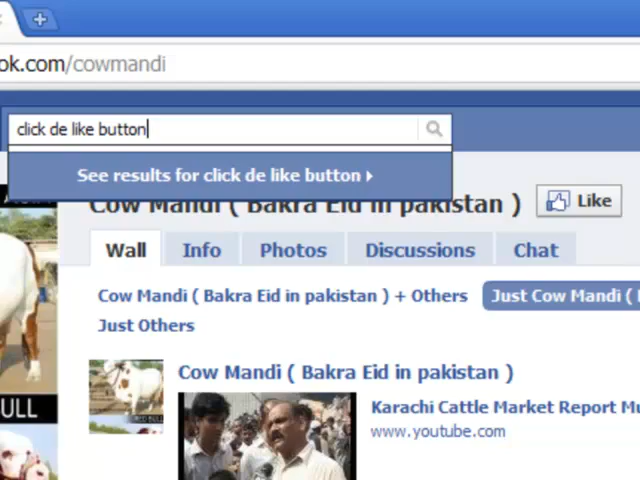 ok.com/cowmandi
click de like button
See results for click de like button
Cow Mandi ( Bakra Eid in pakistan )
Like
Wall Info Photos Discussions Chat
Cow Mandi ( Bakra Eid in pakistan ) + Others Just Cow Mandi (
Just Others
Cow Mandi ( Bakra Eid in pakistan )
Karachi Cattle Market Report
www.youtube.com